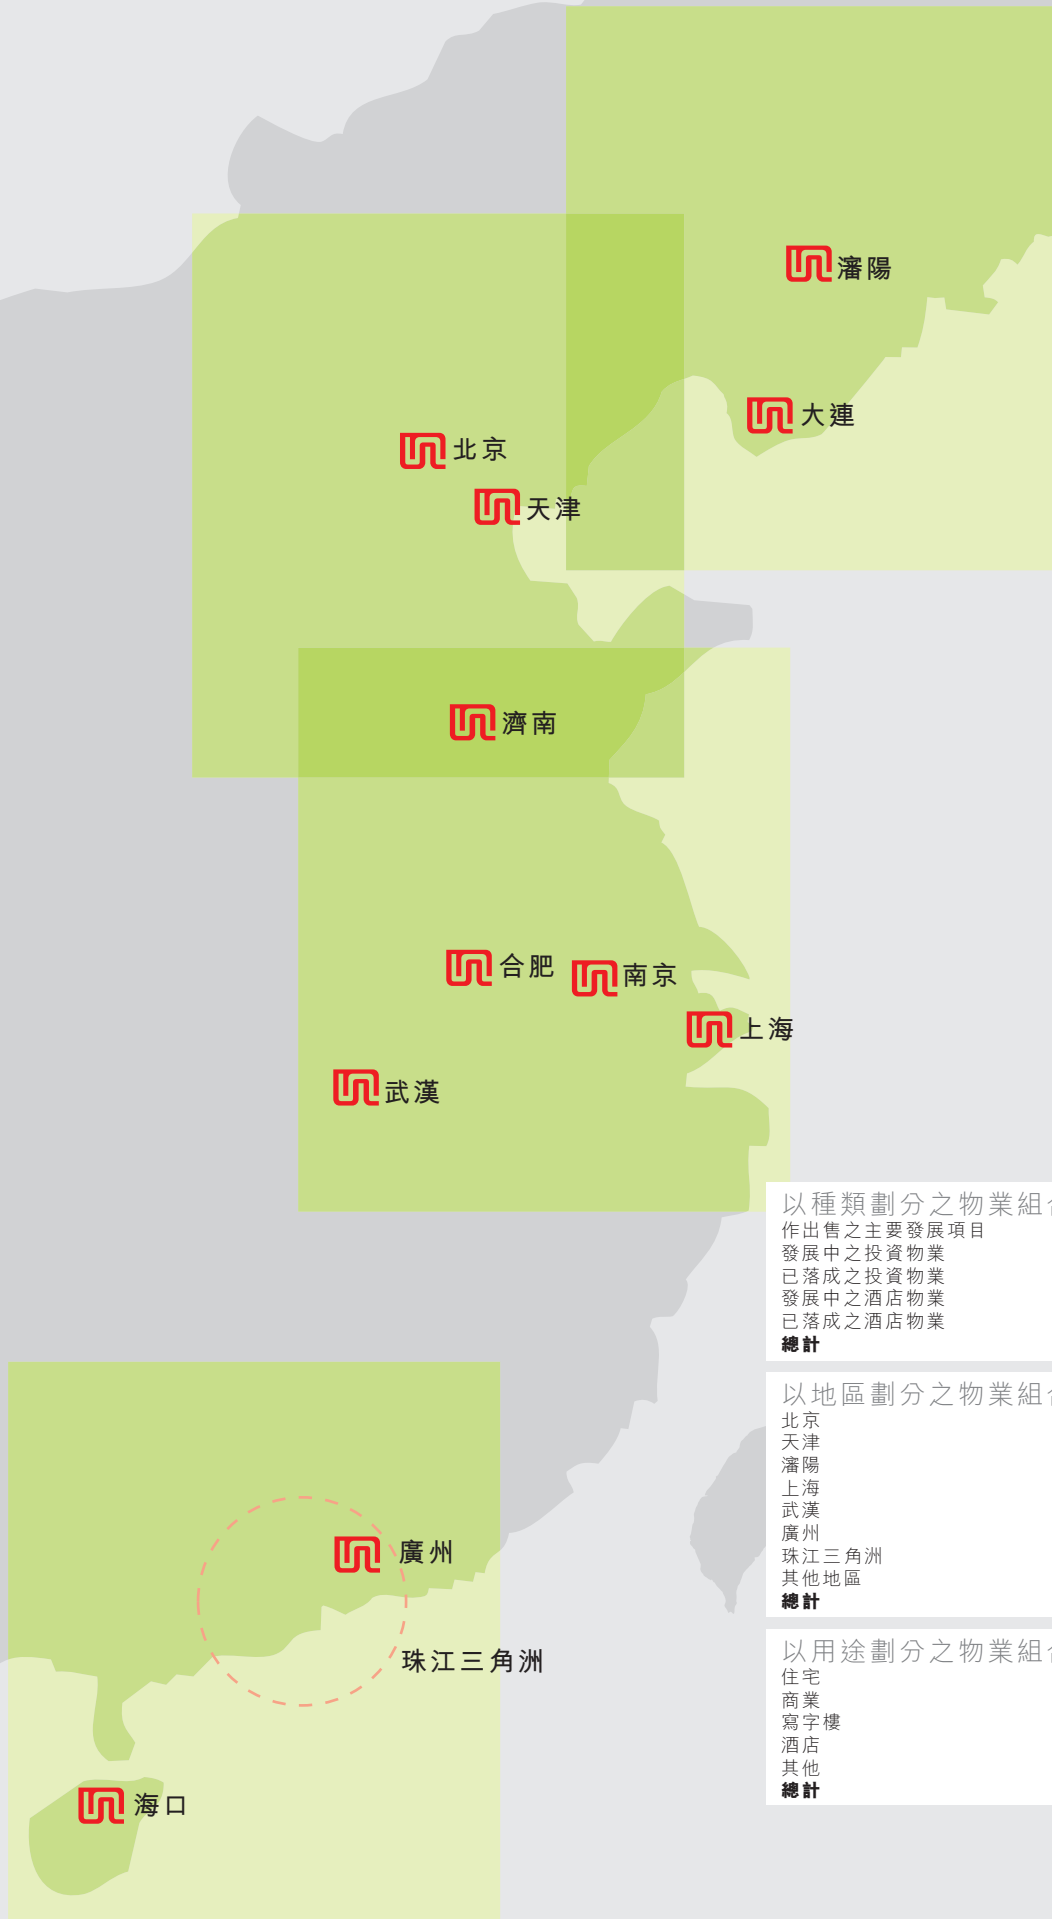 瀋陽
大連
北京
天津
濟南
合肥
南京
上海
武漢
以種類劃分之物業組合
作出售之主要發展項目
發展中之投資物業
已落成之投資物業
發展中之酒店物業
已落成之酒店物業
總計
以地區劃分之物業組合
北京
天津
瀋陽
上海
武漢
廣州
珠江三角洲
其他地區
總計
以用途劃分之物業組合
住宅
商業
寫字樓
酒店
其他
總計
廣州
珠江三角洲
海口